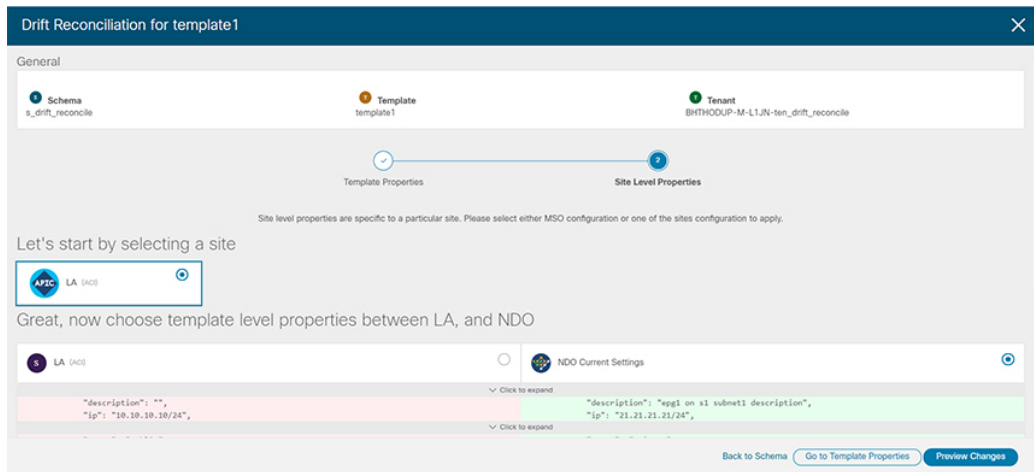 Drift Reconciliation for template1
General
S Schema
s_drift_reconcile
T Template
template1
T Tenant
BHTHODUP-M-L1JN-ten_drift_reconcile
2
Template Properties
Site Level Properties
Site level properties are specific to a particular site. Please select either MSO configuration or one of the sites configuration to apply.
Let's start by selecting a site
APIC LA (ACI)
Great, now choose template level properties between LA, and NDO
S LA (ACI)
NDO Current Settings
Click to expand
"description": "",
"ip": "10.10.10.10/24",
"description": "epg1 on s1 subnet1 description",
"ip": "21.21.21.21/24",
Click to expand
Back to Schema Go to Template Properties Preview Changes